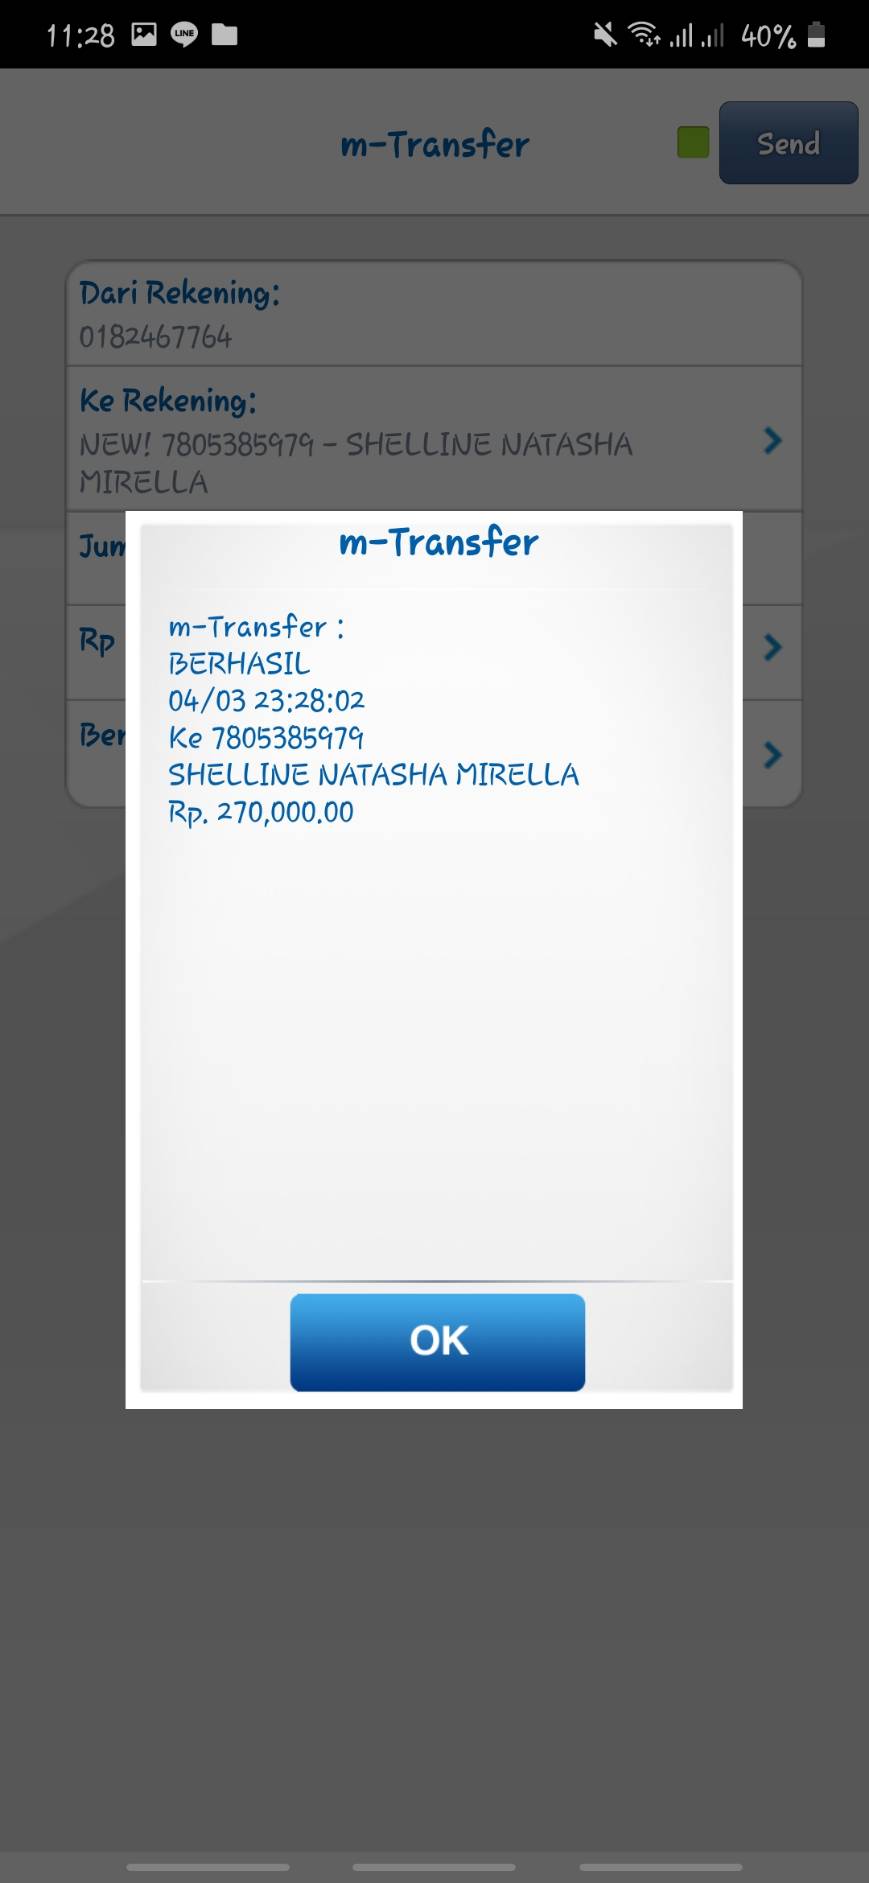 11:28 LINE 40%
m-Transfer Send
Dari Rekening:
0182467764
Ke Rekening:
NEW! 7805385979 - SHELLINE NATASHA
MIRELLA
Jum
Rp
Ber
m-Transfer
m-Transfer :
BERHASIL
04/03 23:28:02
Ke 7805385979
SHELLINE NATASHA MIRELLA
Rp. 270,000.00
OK